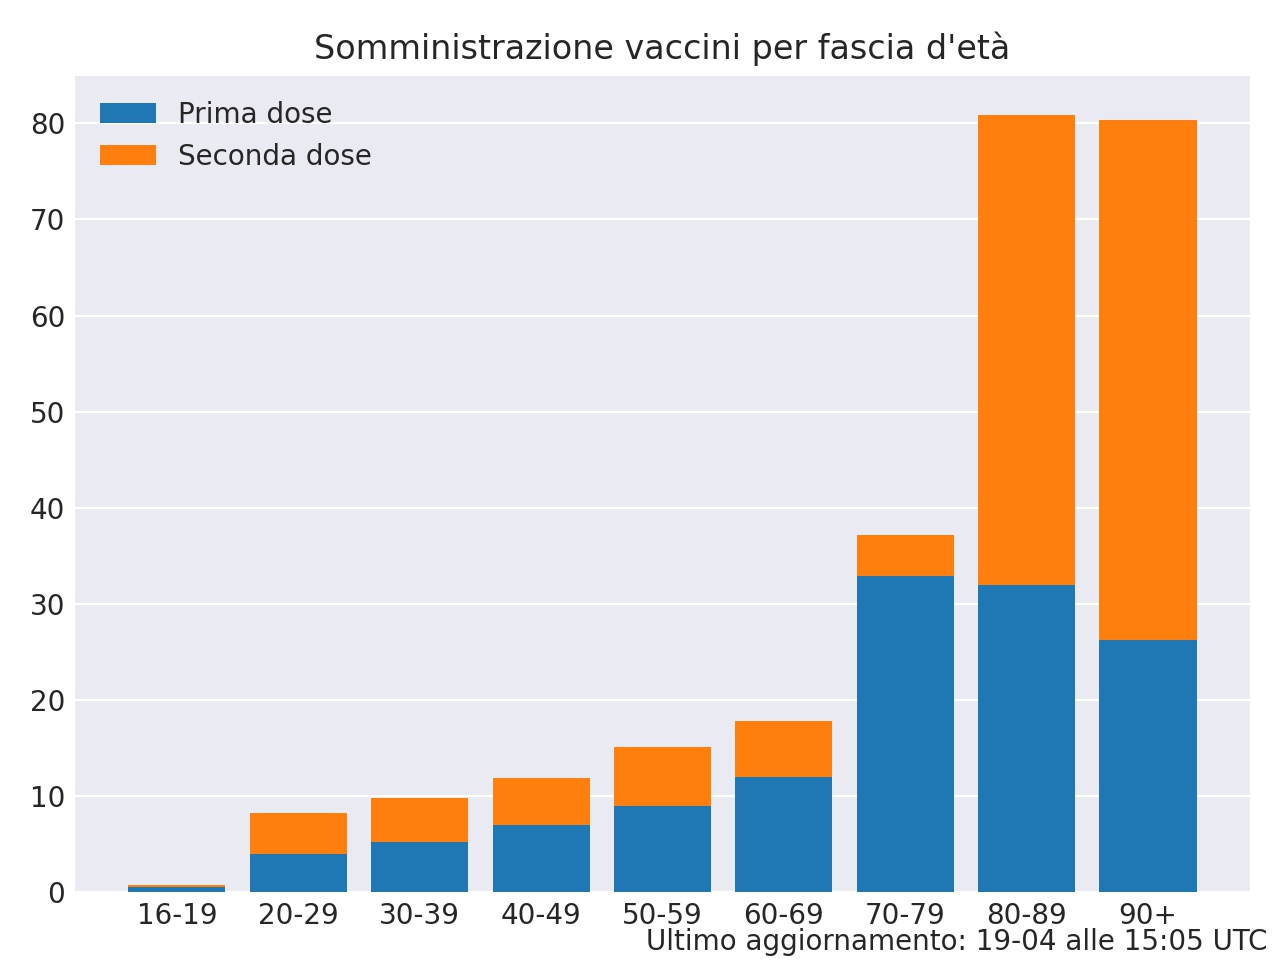 Somministrazione vaccini per fascia d'età
Prima dose
Seconda dose
80
70
60
50
40
30
20
10
0
16-19 20-29 30-39 40-49 50-59 60-69 70-79 80-89 90+
Ultimo aggiornamento: 19-04 alle 15:05 UTC